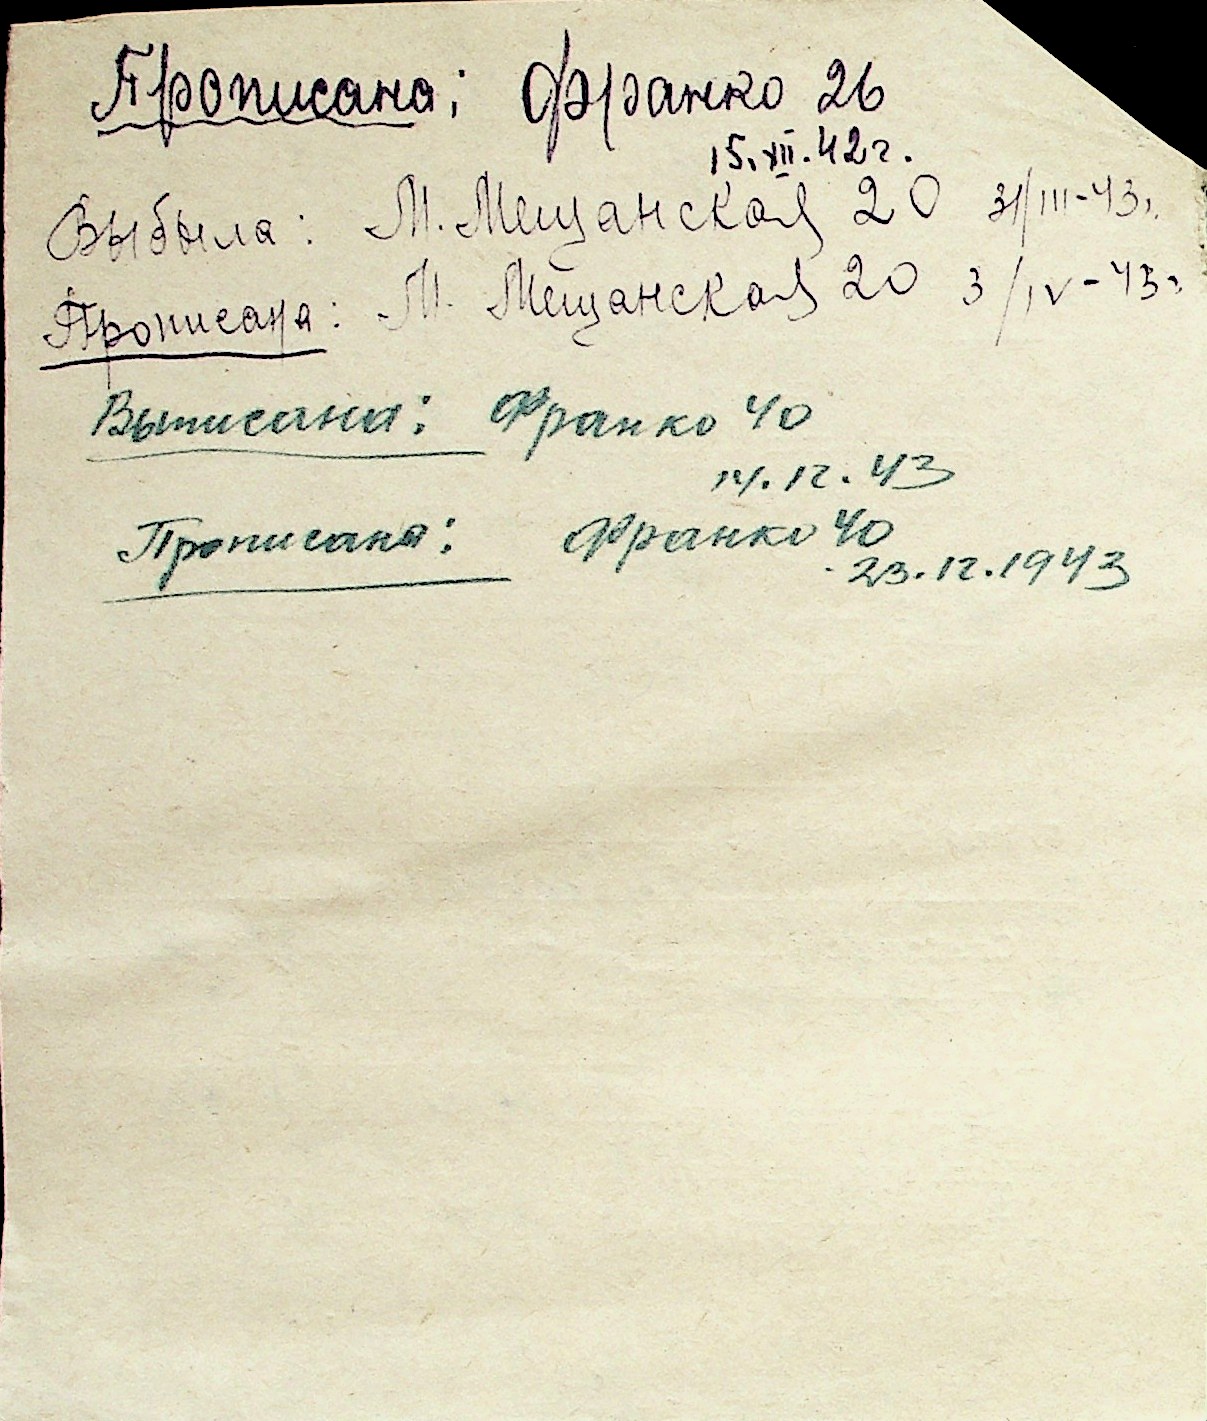 Прописана: Франко 26
15.XII.42г.
Выбыла: М. Мещанская 20 31/III-43г.
Прописана: М. Мещанская 20 3/IV-43г.
Выписана: Франко 40
14.12.43
Прописана: Франко 40
23.12.1943